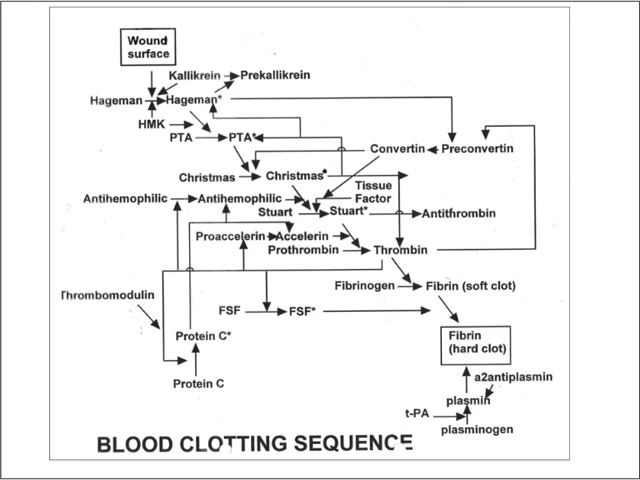 Wound
surface
Kallikrein Prekallikrein
Hageman Hageman*
HMK
PTA PTA*
Convertin Preconvertin
Christmas Christmas*
Tissue
Factor
Antihemophilic Antihemophilic
Stuart Stuart* Antithrombin
Proaccelerin Accelerin
Prothrombin Thrombin
Fibrinogen Fibrin (soft clot)
Thrombomodulin
FSF FSF*
Protein C*
Fibrin
(hard clot)
Protein C
a2antiplasmin
plasmin
t-PA
plasminogen
BLOOD CLOTTING SEQUENCE